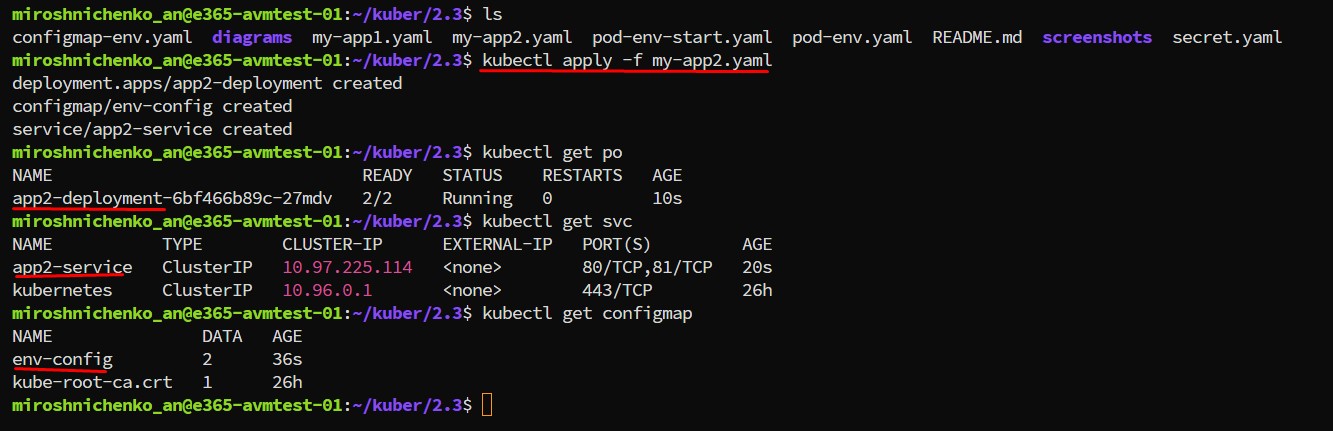 miroshnichenko_an@e365-avmtest-01:~/kuber/2.3$ ls
configmap-env.yaml  diagrams  my-app1.yaml  my-app2.yaml  pod-env-start.yaml  pod-env.yaml  README.md  screenshots  secret.yaml
miroshnichenko_an@e365-avmtest-01:~/kuber/2.3$ kubectl apply -f my-app2.yaml
deployment.apps/app2-deployment created
configmap/env-config created
service/app2-service created
miroshnichenko_an@e365-avmtest-01:~/kuber/2.3$ kubectl get po
NAME                               READY   STATUS    RESTARTS   AGE
app2-deployment-6bf466b89c-27mdv   2/2     Running   0          10s
miroshnichenko_an@e365-avmtest-01:~/kuber/2.3$ kubectl get svc
NAME           TYPE        CLUSTER-IP      EXTERNAL-IP   PORT(S)         AGE
app2-service   ClusterIP   10.97.225.114   <none>        80/TCP,81/TCP   20s
kubernetes     ClusterIP   10.96.0.1       <none>        443/TCP         26h
miroshnichenko_an@e365-avmtest-01:~/kuber/2.3$ kubectl get configmap
NAME               DATA   AGE
env-config         2      36s
kube-root-ca.crt   1      26h
miroshnichenko_an@e365-avmtest-01:~/kuber/2.3$